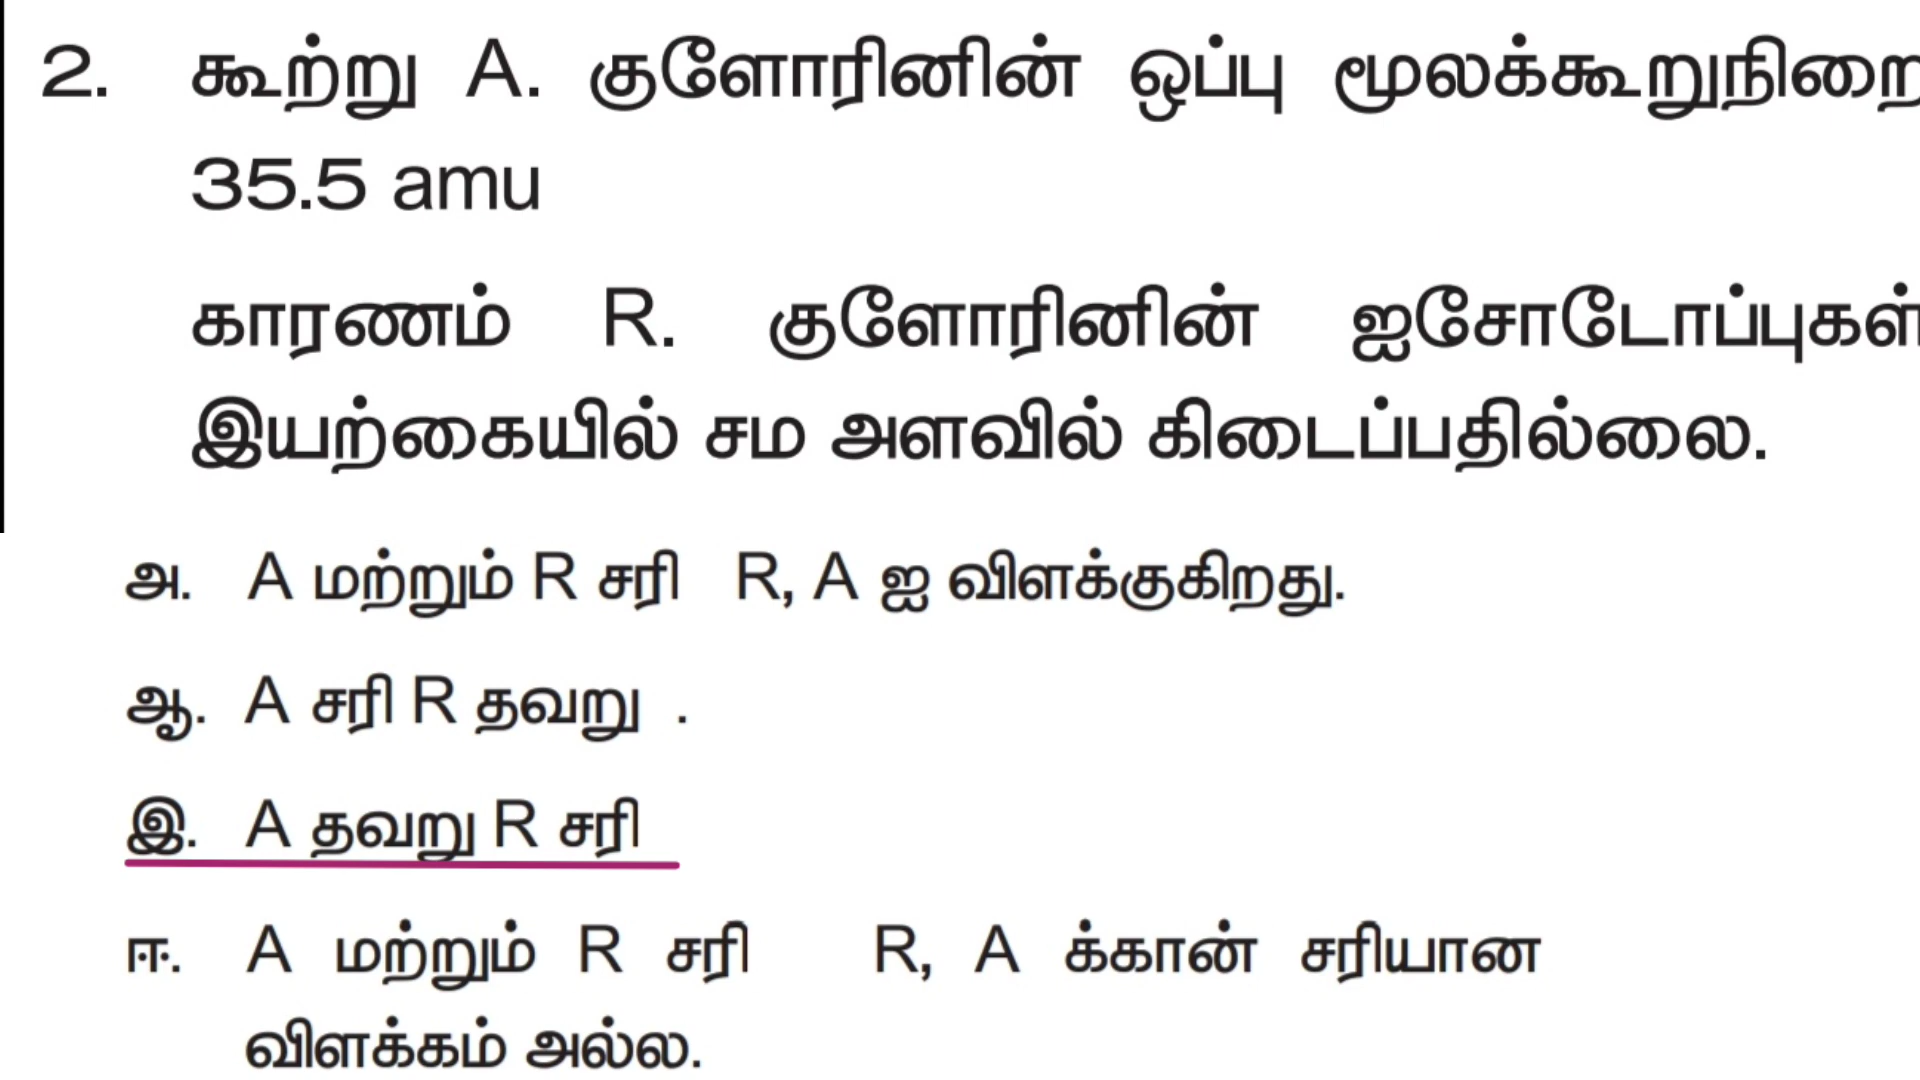 2. கூற்று A. குளோரினின் ஒப்பு மூலக்கூறுநிறை
35.5 amu
காரணம் R. குளோரினின் ஐசோடோப்புகள்
இயற்கையில் சம அளவில் கிடைப்பதில்லை.
அ. A மற்றும் R சரி R, A ஐ விளக்குகிறது.
ஆ. A சரி R தவறு .
இ. A தவறு R சரி
ஈ. A மற்றும் R சரி R, A க்கான் சரியான
விளக்கம் அல்ல.